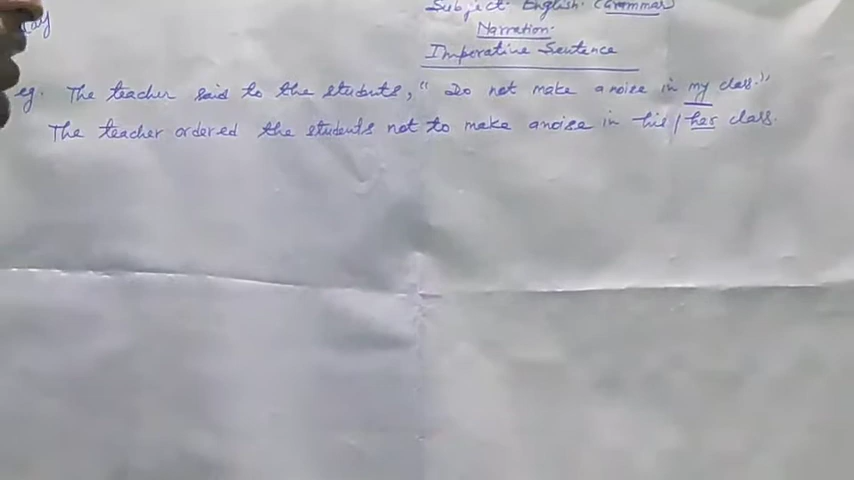 Subject: English. (Grammar)
Narration.
Imperative Sentence
eg. The teacher said to the students, "Do not make a noise in my class."
The teacher ordered the students not to make anoise in his/her class.